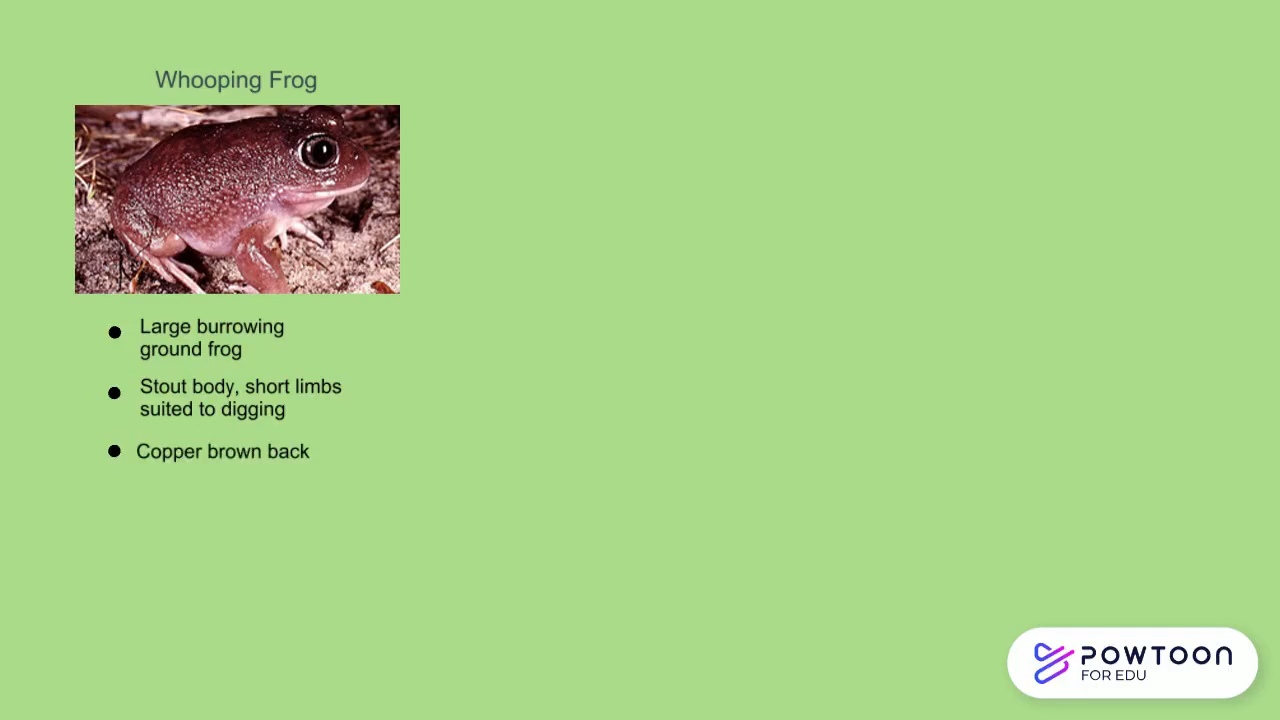 Whooping Frog
Large burrowing
ground frog
Stout body, short limbs
suited to digging
Copper brown back
POWTOON
FOR EDU